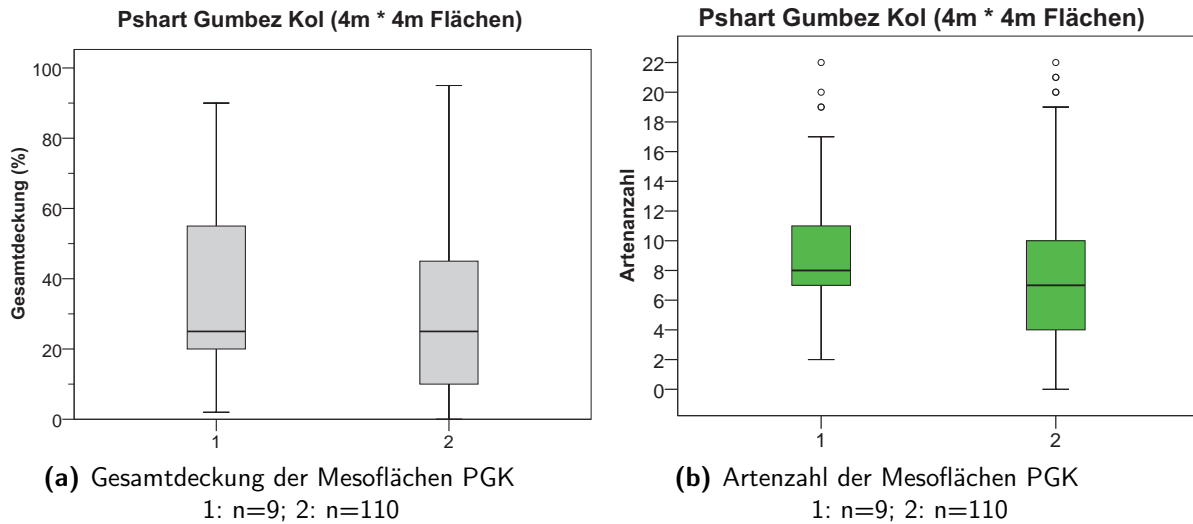 Pshart Gumbez Kol (4m * 4m Flächen)
Gesamtdeckung (%)
100
80
60
40
20
0
1
2
(a) Gesamtdeckung der Mesoflächen PGK
1: n=9; 2: n=110
Pshart Gumbez Kol (4m * 4m Flächen)
Artenanzahl
22
20
18
16
14
12
10
8
6
4
2
0
1
2
(b) Artenzahl der Mesoflächen PGK
1: n=9; 2: n=110